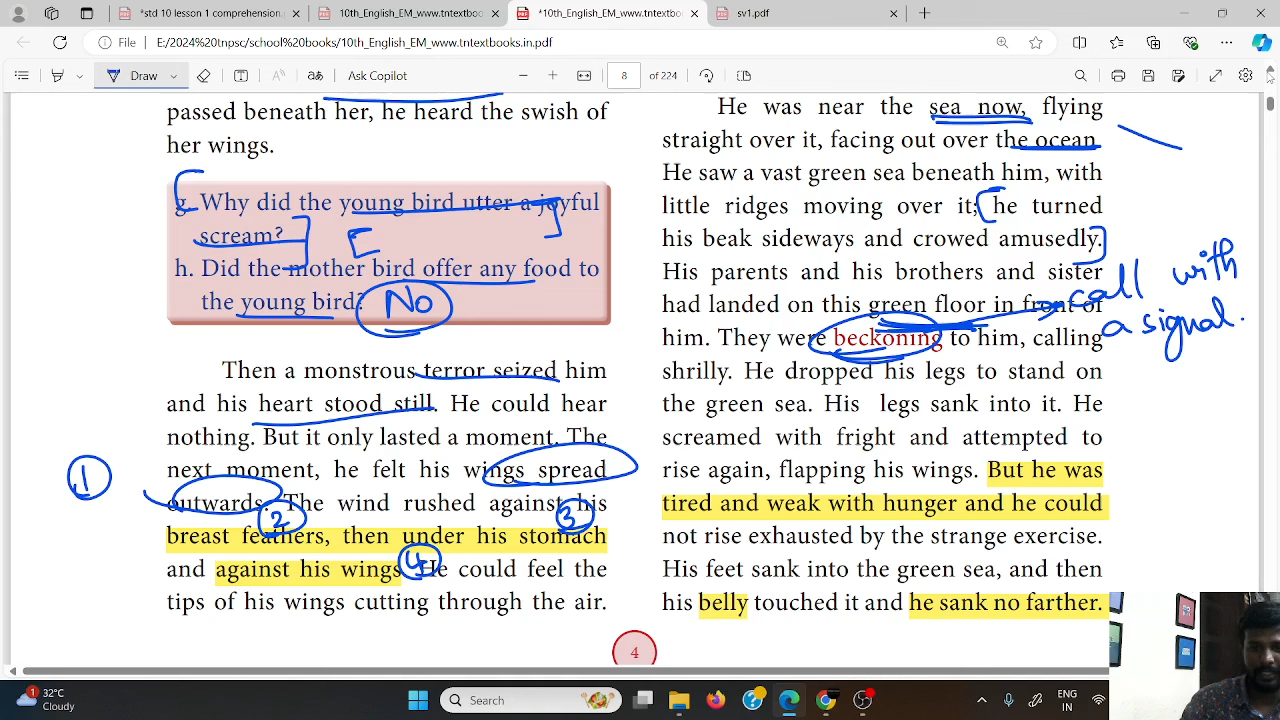 *std 10 lesson 1 comprehension.
10th_English_EM_www.tntextbooks.i
*10th_English_EM_www.tntextbook
sv1.pdf
File
E:/2024%20tnpsc/school%20books/10th_English_EM_www.tntextbooks.in.pdf
Draw
Ask Copilot
8
of 224
passed beneath her, he heard the swish of
her wings.
g. Why did the young bird utter a joyful
scream?
h. Did the mother bird offer any food to
the young bird?
No
Then a monstrous terror seized him
and his heart stood still. He could hear
nothing. But it only lasted a moment. The
next moment, he felt his wings spread
1
outwards. The wind rushed against his
2
3
breast feathers, then under his stomach
and against his wings. He could feel the
4
tips of his wings cutting through the air.
He was near the sea now, flying
straight over it, facing out over the ocean.
He saw a vast green sea beneath him, with
little ridges moving over it; he turned
his beak sideways and crowed amusedly.
His parents and his brothers and sister
had landed on this green floor in front of
him. They were beckoning to him, calling
call with
a signal.
shrilly. He dropped his legs to stand on
the green sea. His legs sank into it. He
screamed with fright and attempted to
rise again, flapping his wings. But he was
tired and weak with hunger and he could
not rise exhausted by the strange exercise.
His feet sank into the green sea, and then
his belly touched it and he sank no farther.
4
32°C
Cloudy
1
Search
ENG
IN